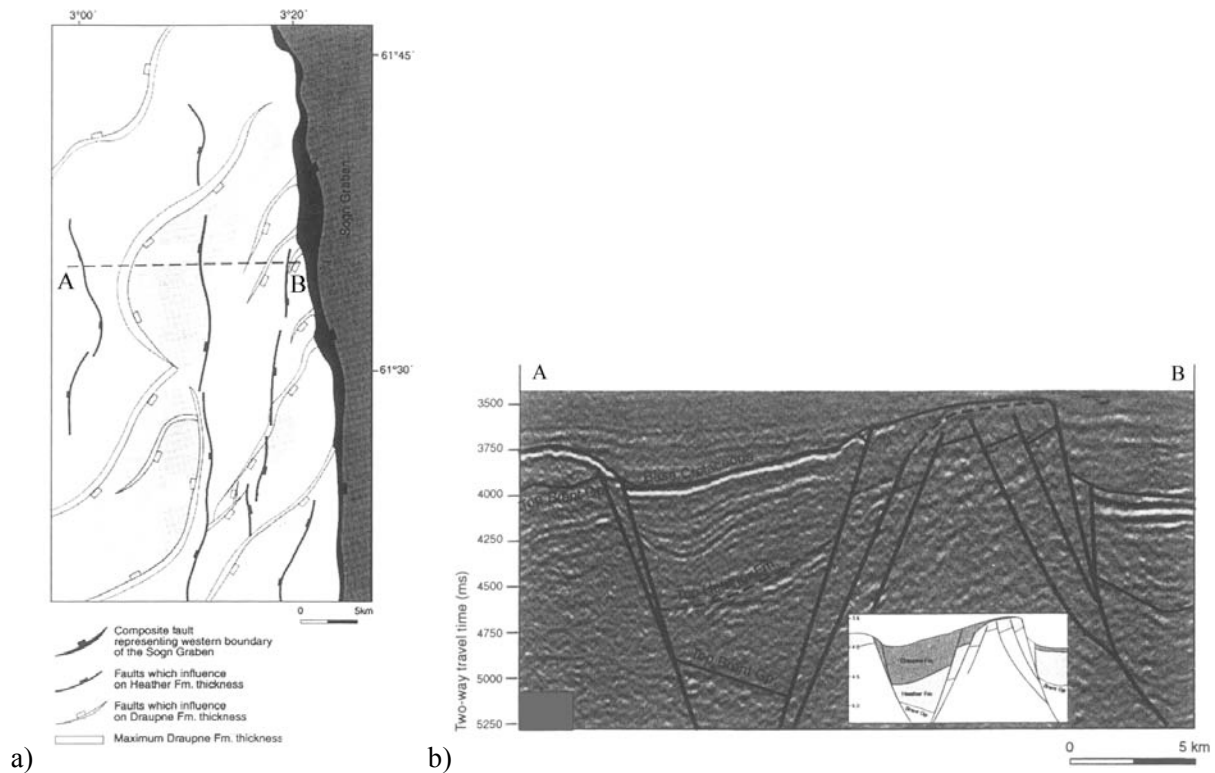 3°00´
3°20´
61°45´
Sogn Graben
A
B
61°30´
0
5km
Composite fault
representing western boundary
of the Sogn Graben
Faults which influence
on Heather Fm. thickness
Faults which influence
on Draupne Fm. thickness
Maximum Draupne Fm. thickness
a)
A
B
3500
3750
4000
4250
4500
4750
5000
5250
Two-way travel time (ms)
Draupne Fm.
Heather Fm.
Brent Gp.
0
5 km
b)